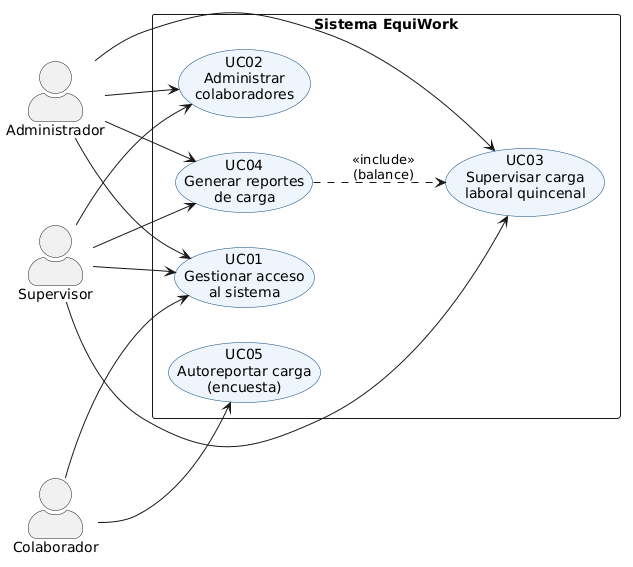 Sistema EquiWork
UC02
Administrar
colaboradores
Administrador
UC04
Generar reportes
de carga
«include»
(balance)
UC03
Supervisar carga
laboral quincenal
UC01
Gestionar acceso
al sistema
Supervisor
UC05
Autoreportar carga
(encuesta)
Colaborador